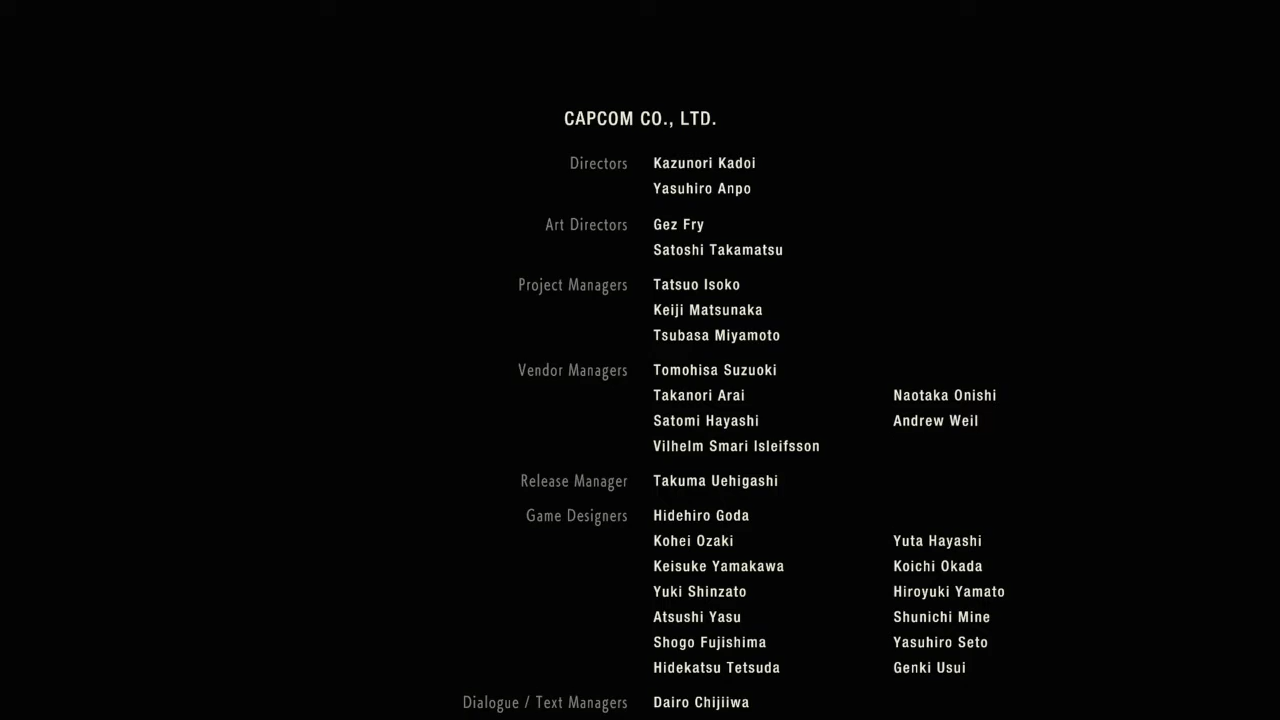 CAPCOM CO., LTD.
Directors Kazunori Kadoi
Yasuhiro Anpo
Art Directors Gez Fry
Satoshi Takamatsu
Project Managers Tatsuo Isoko
Keiji Matsunaka
Tsubasa Miyamoto
Vendor Managers Tomohisa Suzuoki
Takanori Arai Naotaka Onishi
Satomi Hayashi Andrew Weil
Vilhelm Smari Isleifsson
Release Manager Takuma Uehigashi
Game Designers Hidehiro Goda
Kohei Ozaki Yuta Hayashi
Keisuke Yamakawa Koichi Okada
Yuki Shinzato Hiroyuki Yamato
Atsushi Yasu Shunichi Mine
Shogo Fujishima Yasuhiro Seto
Hidekatsu Tetsuda Genki Usui
Dialogue / Text Managers Dairo Chijiiwa